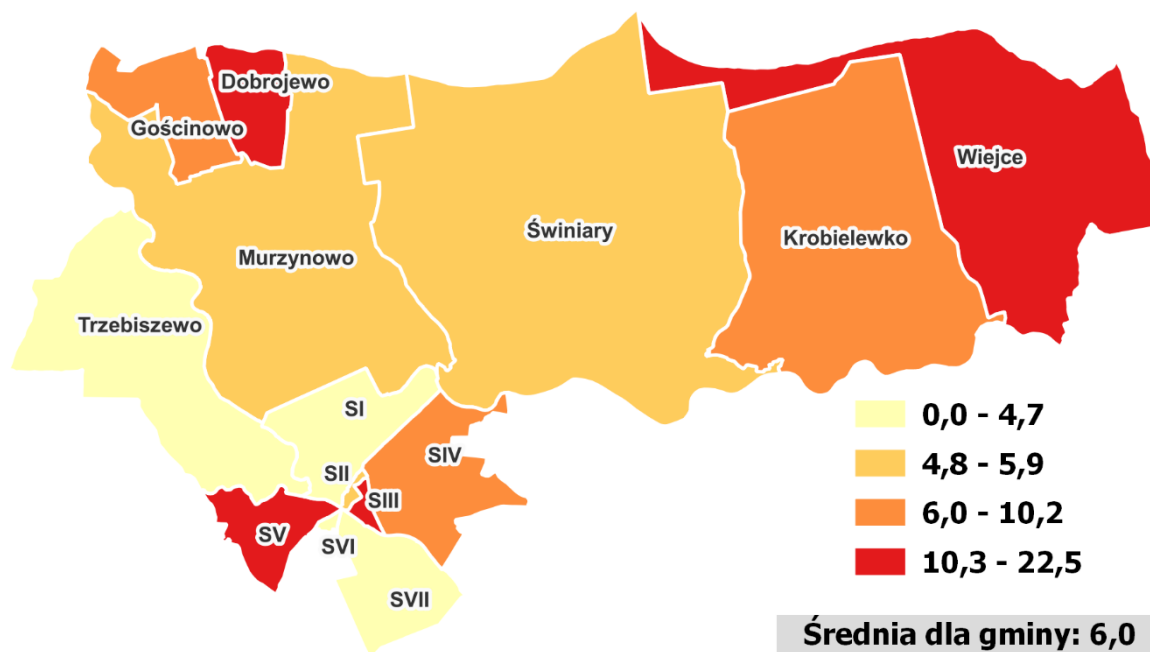 Dobrojewo
Gościnowo
Wiejce
Świniary
Krobielewko
Murzynowo
Trzebiszewo
SI
SII
SIV
SIII
SV
SVI
SVII
0,0 - 4,7
4,8 - 5,9
6,0 - 10,2
10,3 - 22,5
Średnia dla gminy: 6,0